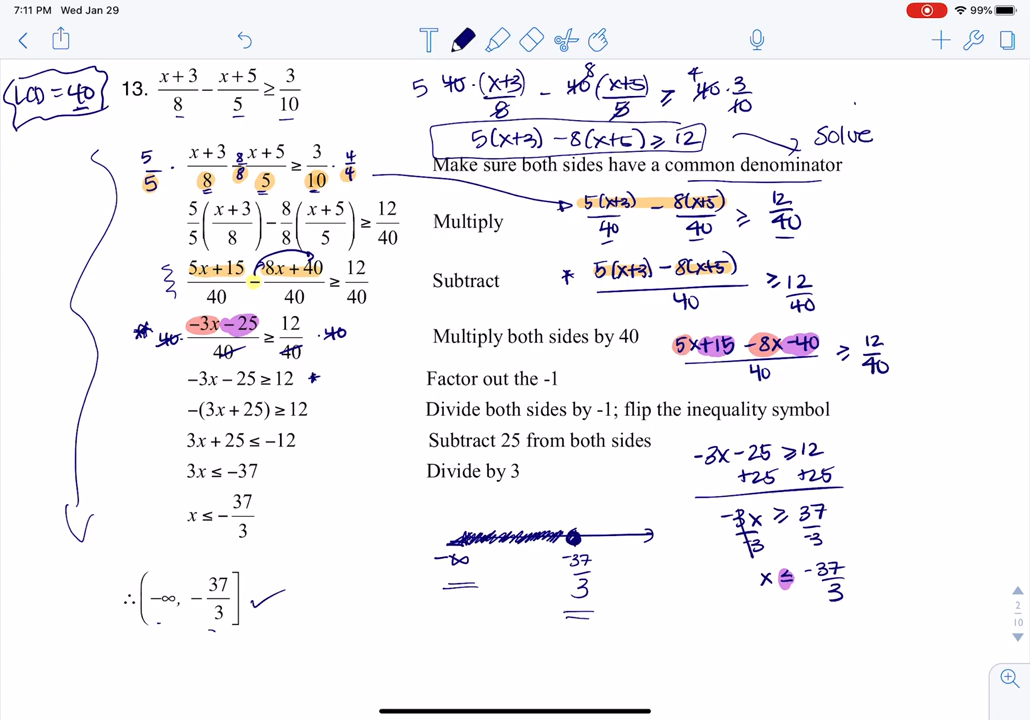 7:11 PM Wed Jan 29
99%
LCD = 40
13. (x + 3)/8 − (x + 5)/5 ≥ 3/10
5 40 · (x+3)/8 − 40 8 (x+5)/5 ≥ 4 40 · 3/10
5(x+3) − 8(x+5) ≥ 12
Solve
5/5 · (x + 3)/8 − 8/8 (x + 5)/5 ≥ 3/10 · 4/4
Make sure both sides have a common denominator
5(x+3)/40 − 8(x+5)/40 ≥ 12/40
5/5((x + 3)/8) − 8/8((x + 5)/5) ≥ 12/40
Multiply
(5x + 15)/40 − (8x + 40)/40 ≥ 12/40
Subtract
* (5(x+3) − 8(x+5))/40 ≥ 12/40
40 · (−3x − 25)/40 ≥ 12/40 · 40
Multiply both sides by 40
(5x + 15 − 8x − 40)/40 ≥ 12/40
−3x − 25 ≥ 12 *
Factor out the -1
−(3x + 25) ≥ 12
Divide both sides by -1; flip the inequality symbol
3x + 25 ≤ −12
Subtract 25 from both sides
3x ≤ −37
Divide by 3
x ≤ −37/3
−3x − 25 ≥ 12
+25 +25
−3x/−3 ≥ 37/−3
x ≤ −37/3
−∞ −37/3
∴ (−∞, −37/3]
2
10